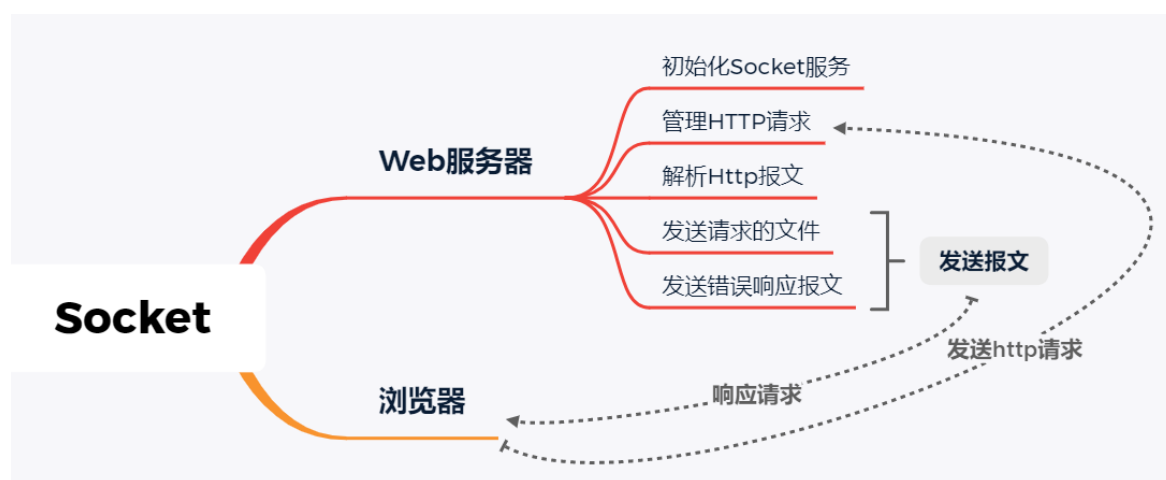 初始化Socket服务
管理HTTP请求
Web服务器
解析Http报文
发送请求的文件
发送报文
发送错误响应报文
Socket
发送http请求
响应请求
浏览器